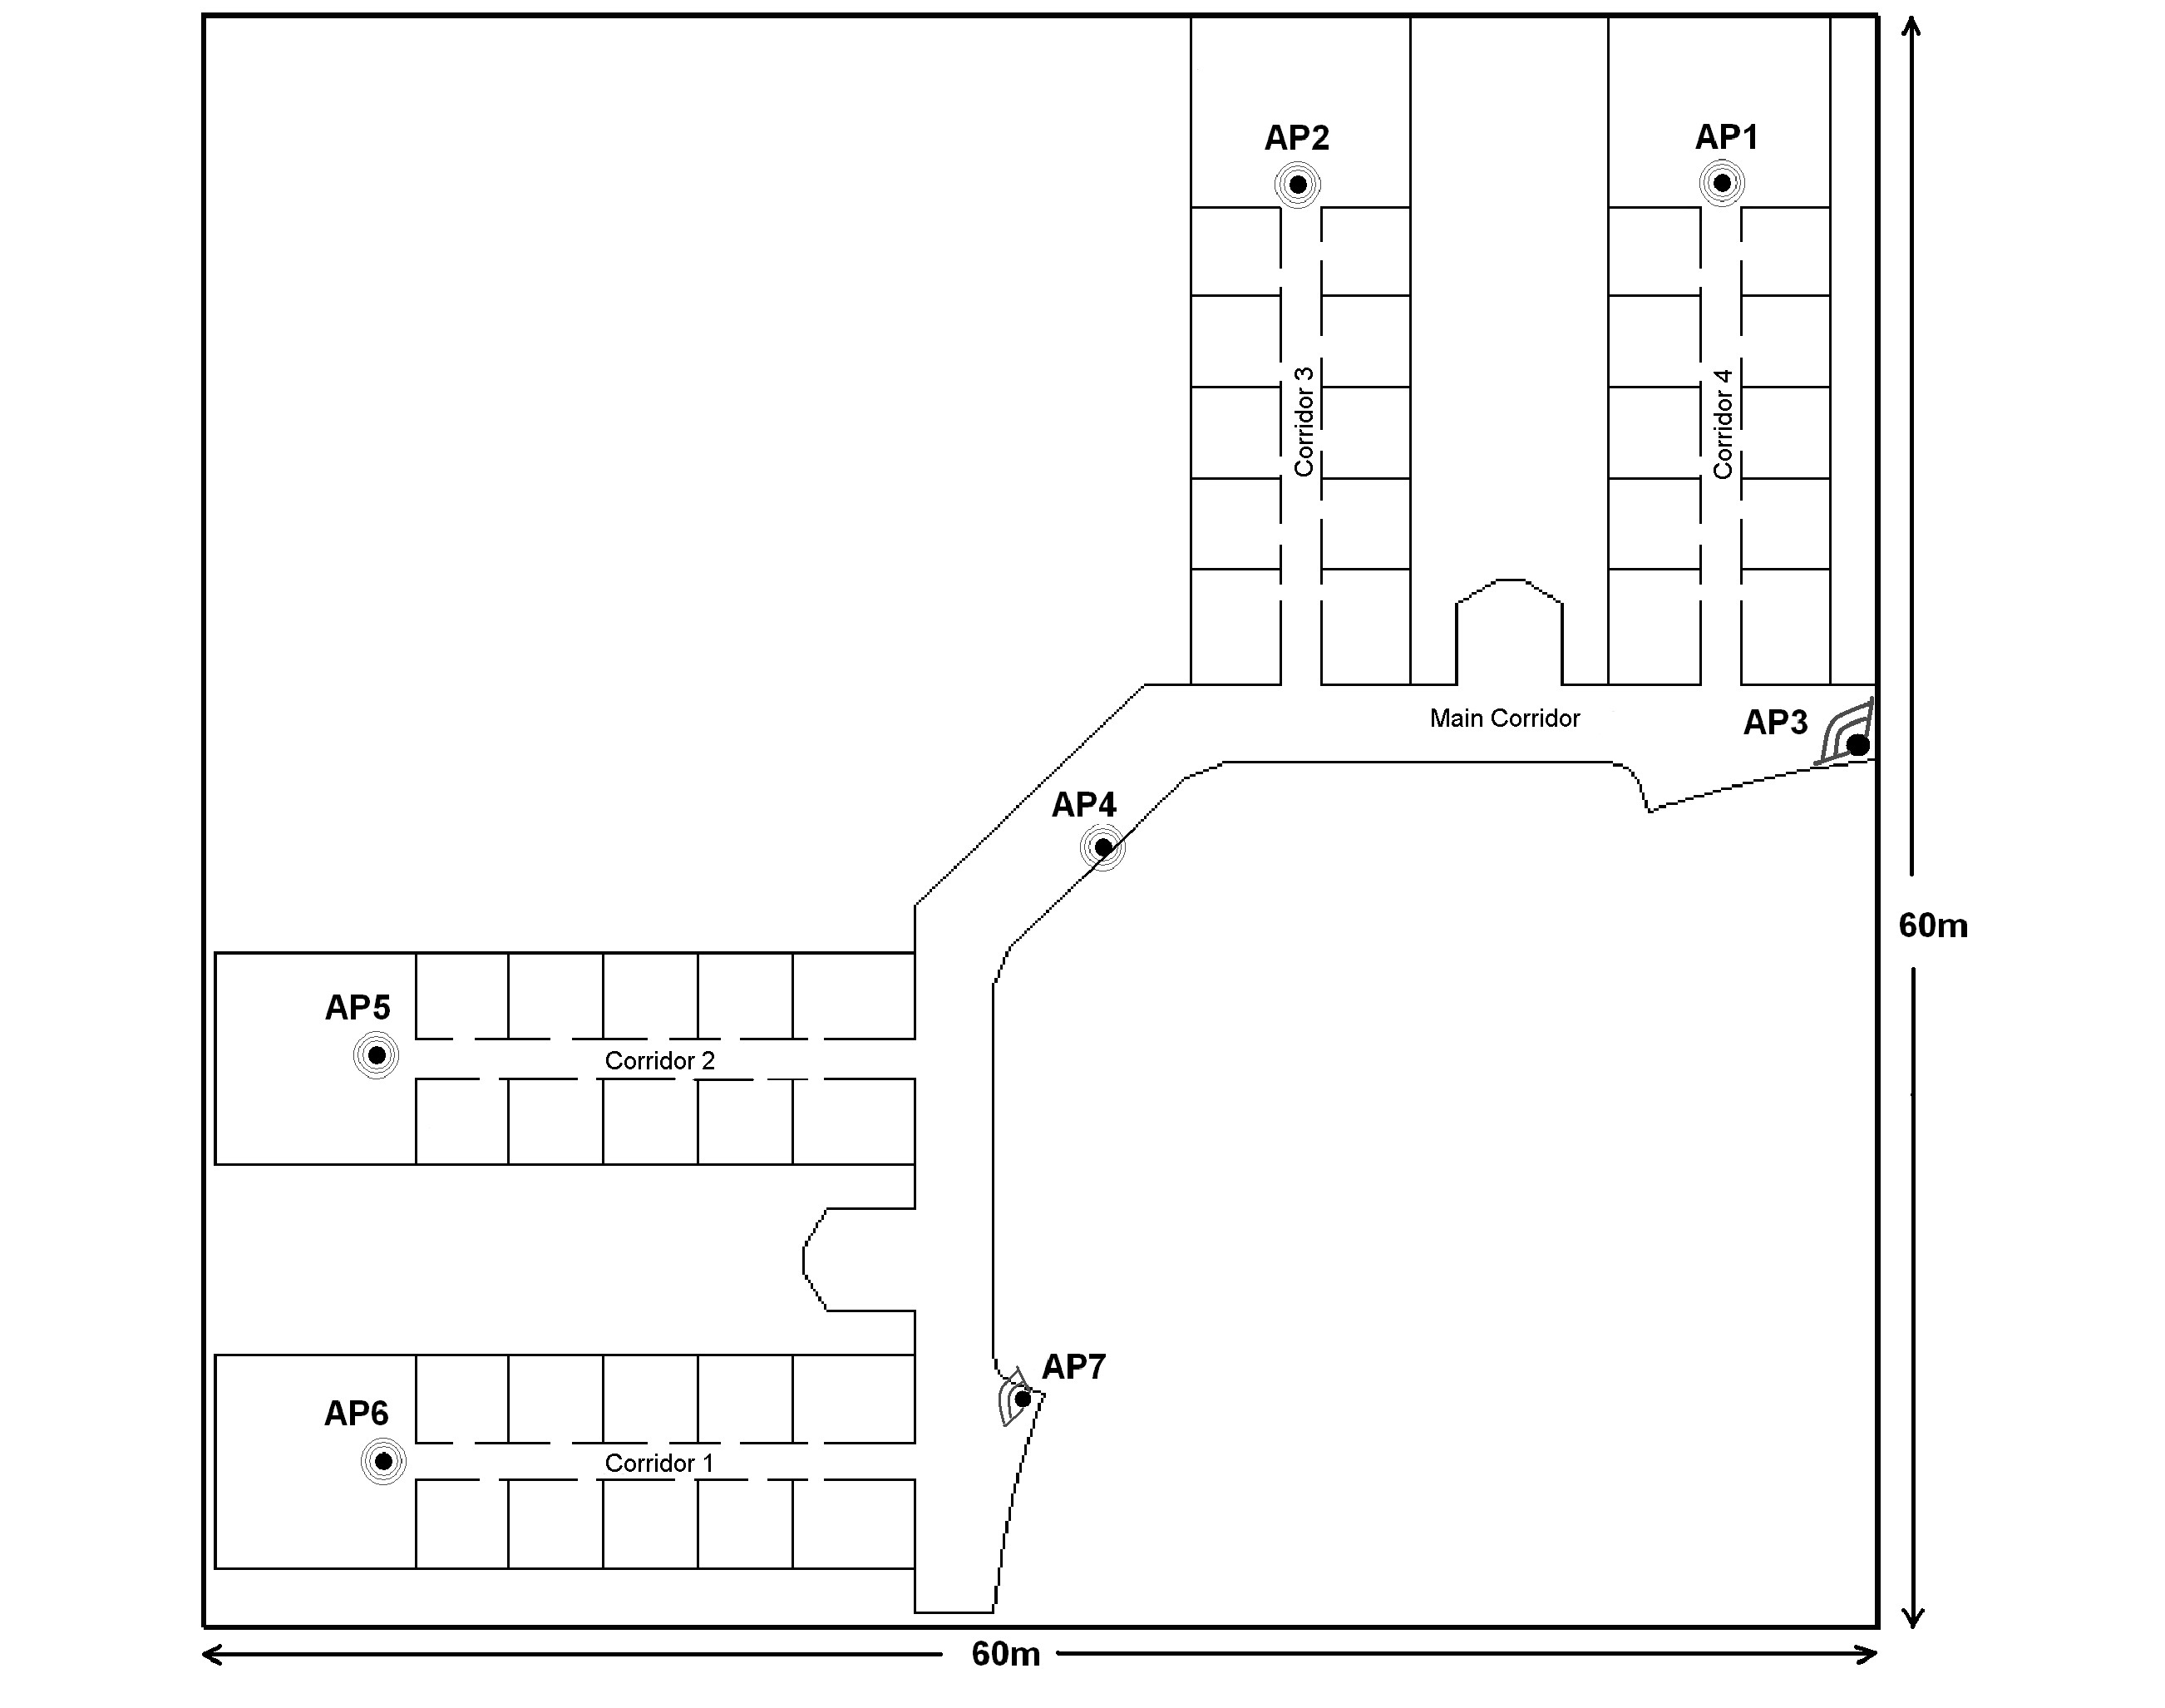 AP2
AP1
Corridor 3
Corridor 4
Main Corridor
AP3
AP4
60m
AP5
Corridor 2
AP7
AP6
Corridor 1
60m